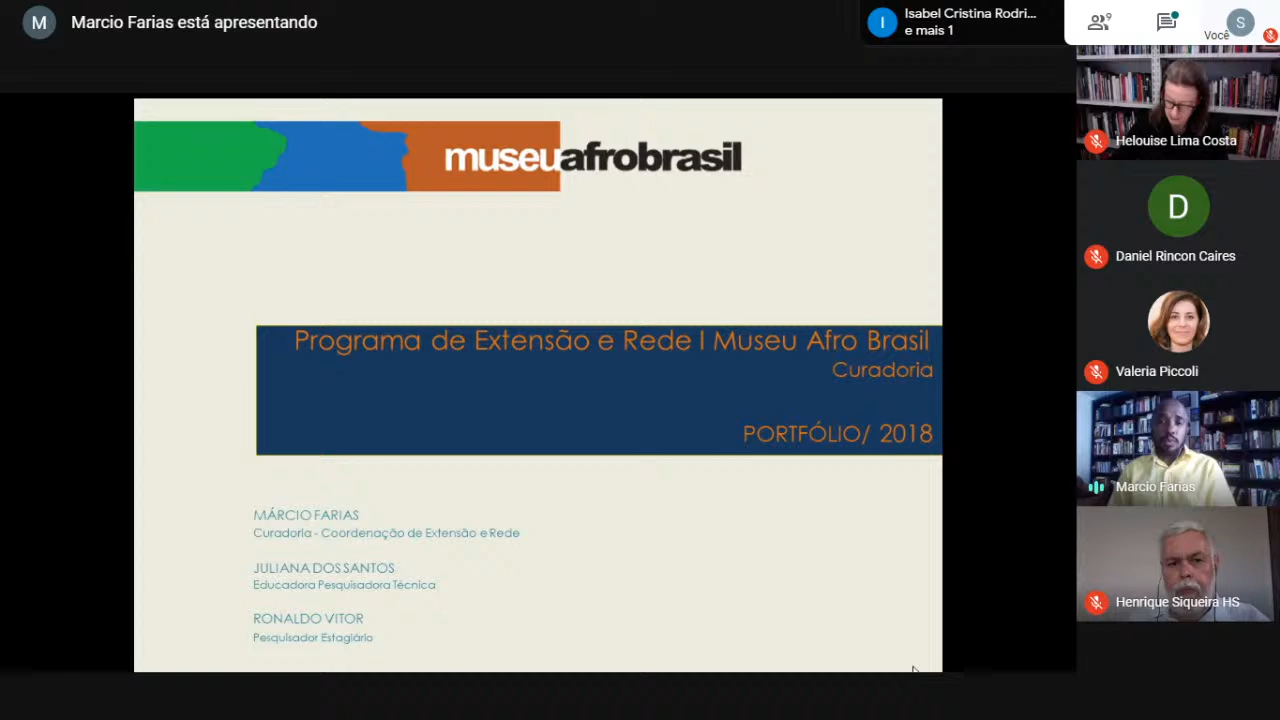 M
Marcio Farias está apresentando
I
Isabel Cristina Rodri...
e mais 1
9
S
Você
museuafrobrasil
Programa de Extensão e Rede I Museu Afro Brasil
Curadoria
PORTFÓLIO/ 2018
MÁRCIO FARIAS
Curadoria - Coordenação de Extensão e Rede
JULIANA DOS SANTOS
Educadora Pesquisadora Técnica
RONALDO VITOR
Pesquisador Estagiário
Helouise Lima Costa
D
Daniel Rincon Caires
Valeria Piccoli
Marcio Farias
Henrique Siqueira HS